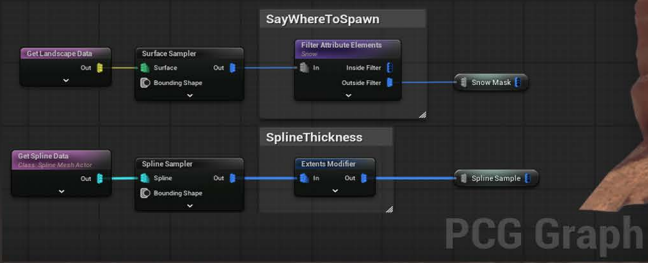 SayWhereToSpawn
Get Landscape Data
Out
Surface Sampler
Surface
Out
Bounding Shape
Filter Attribute Elements
Snow
In
Inside Filter
Outside Filter
Snow Mask
SplineThickness
Get Spline Data
Class: Spline Mesh Actor
Out
Spline Sampler
Spline
Out
Bounding Shape
Extents Modifier
In
Out
Spline Sample
PCG Graph